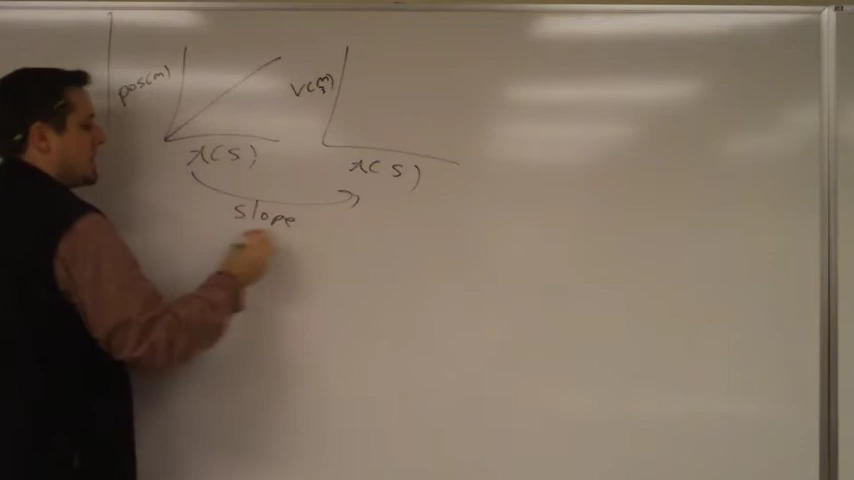 pos(m)
v(m/s)
t(s)
t(s)
slope